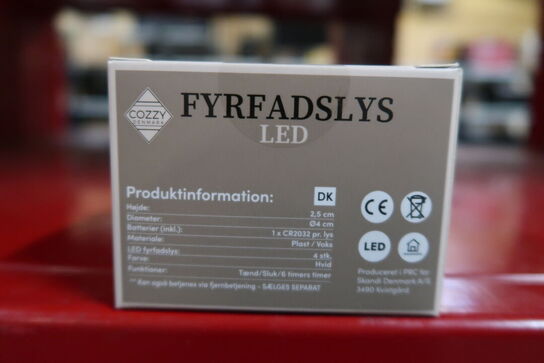 COZZY
DENMARK
FYRFADSLYS
LED
Produktinformation:
DK
Højde: 2,5 cm
Diameter: Ø4 cm
Batterier (inkl.): 1 x CR2032 pr. lys
Materiale: Plast / Voks
LED fyrfadslys: 4 stk.
Farve: Hvid
Funktioner: Tænd/Sluk/6 timers timer
** Kan også betjenes via fjernbetjening - SÆLGES SEPARAT
CE
LED
Produceret i PRC for
Skandi Denmark A/S
3490 Kvistgård